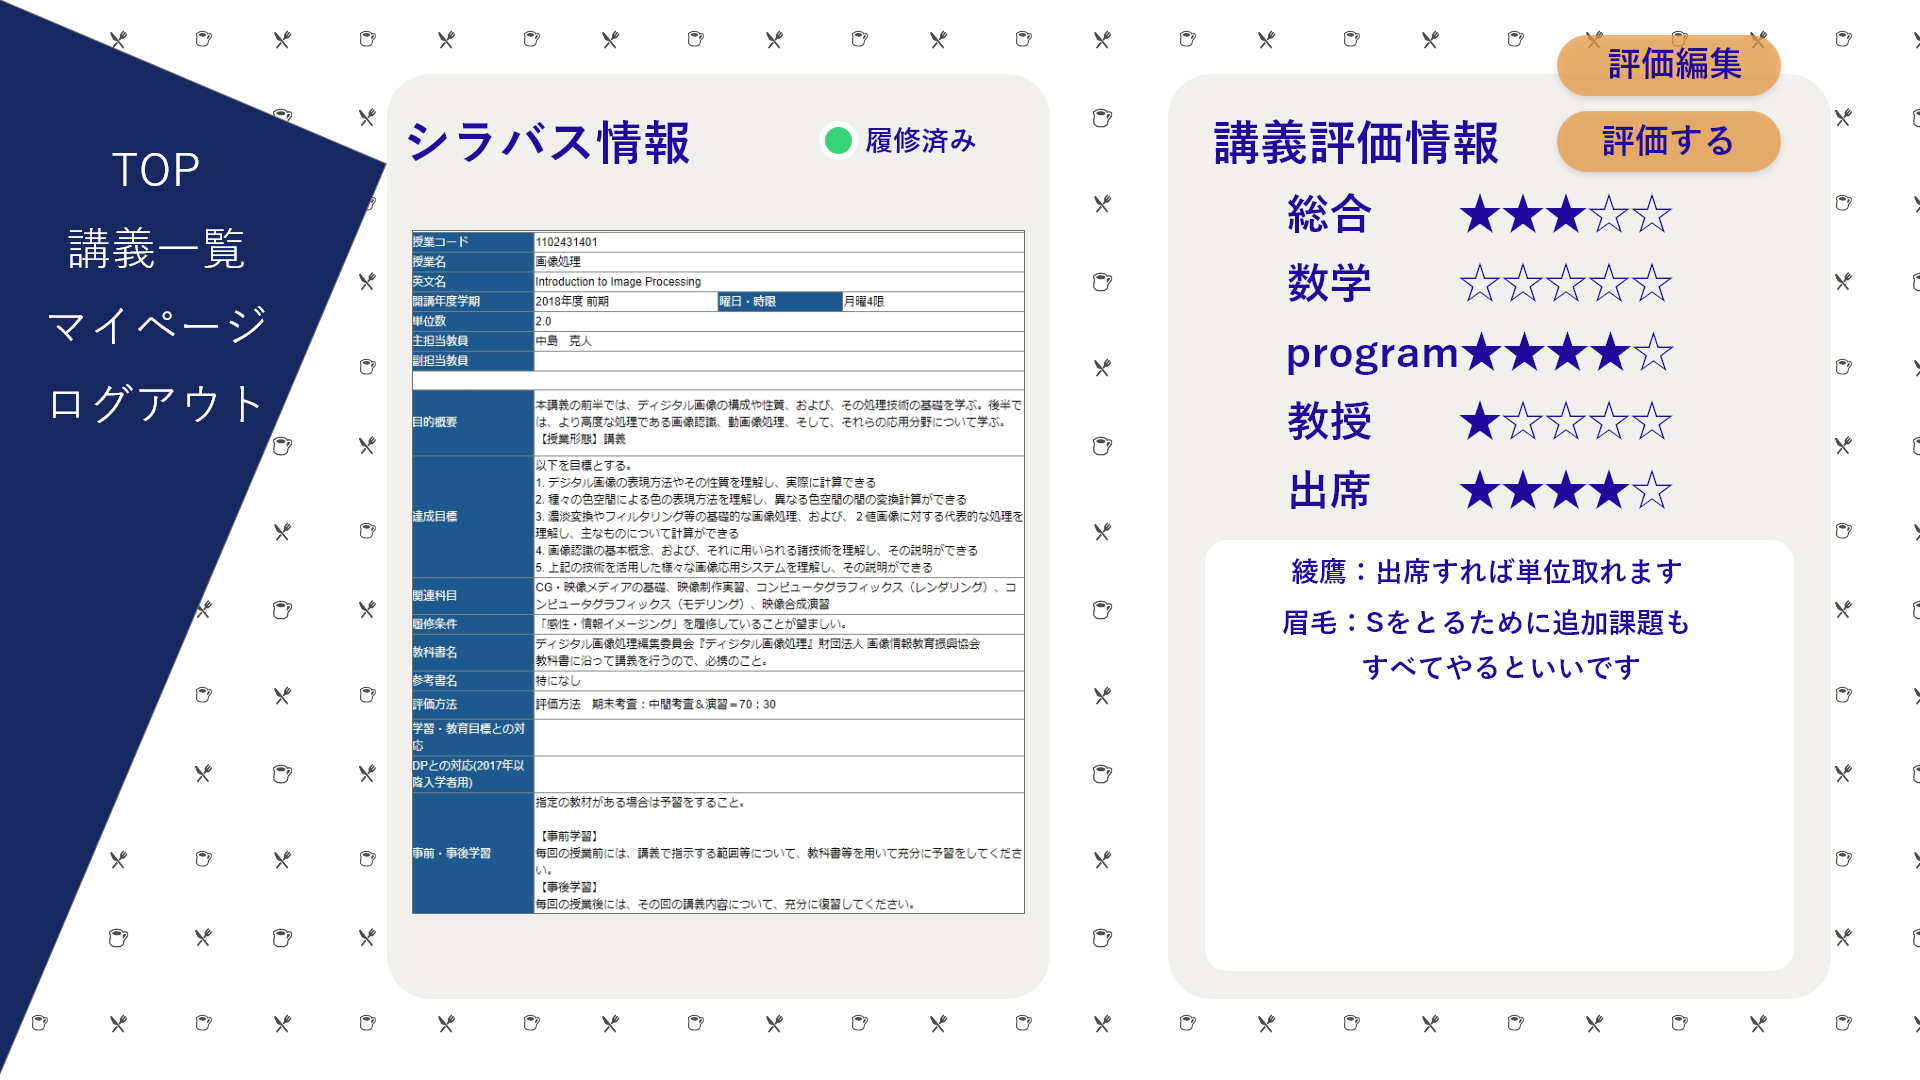 TOP
講義一覧
マイページ
ログアウト
シラバス情報
履修済み
授業コード 1102431401
授業名 画像処理
英文名 Introduction to Image Processing
開講年度学期 2018年度 前期 曜日・時限 月曜4限
単位数 2.0
主担当教員 中島 克人
副担当教員
目的概要
本講義の前半では、ディジタル画像の構成や性質、および、その処理技術の基礎を学ぶ。後半で
は、より高度な処理である画像認識、動画像処理、そして、それらの応用分野について学ぶ。
【授業形態】講義
達成目標
以下を目標とする。
1. デジタル画像の表現方法やその性質を理解し、実際に計算できる
2. 種々の色空間による色の表現方法を理解し、異なる色空間の間の変換計算ができる
3. 濃淡変換やフィルタリング等の基礎的な画像処理、および、２値画像に対する代表的な処理を
理解し、主なものについて計算ができる
4. 画像認識の基本概念、および、それに用いられる諸技術を理解し、その説明ができる
5. 上記の技術を活用した様々な画像応用システムを理解し、その説明ができる
関連科目
CG・映像メディアの基礎、映像制作実習、コンピュータグラフィックス（レンダリング）、コ
ンピュータグラフィックス（モデリング）、映像合成演習
履修条件 「感性・情報イメージング」を履修していることが望ましい。
教科書名
ディジタル画像処理編集委員会『ディジタル画像処理』財団法人 画像情報教育振興協会
教科書に沿って講義を行うので、必携のこと。
参考書名 特になし
評価方法 評価方法 期末考査：中間考査＆演習＝70：30
学習・教育目標との対
応
DPとの対応(2017年以
降入学者用)
事前・事後学習
指定の教材がある場合は予習をすること。
【事前学習】
毎回の授業前には、講義で指示する範囲等について、教科書等を用いて充分に予習をしてくださ
い。
【事後学習】
毎回の授業後には、その回の講義内容について、充分に復習してください。
評価編集
講義評価情報
評価する
総合 ★★★☆☆
数学 ☆☆☆☆☆
program ★★★★☆
教授 ★☆☆☆☆
出席 ★★★★☆
綾鷹：出席すれば単位取れます
眉毛：Sをとるために追加課題も
すべてやるといいです